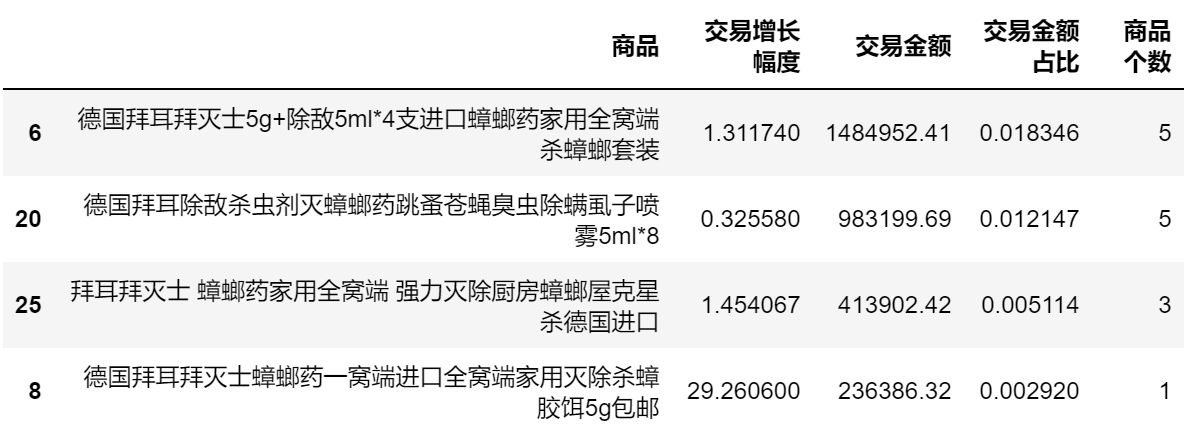 商品 交易增长幅度 交易金额 交易金额占比 商品个数
6 德国拜耳拜灭士5g+除敌5ml*4支进口蟑螂药家用全窝端 1.311740 1484952.41 0.018346 5
杀蟑螂套装
20 德国拜耳除敌杀虫剂灭蟑螂药跳蚤苍蝇臭虫除螨虱子喷 0.325580 983199.69 0.012147 5
雾5ml*8
25 拜耳拜灭士 蟑螂药家用全窝端 强力灭除厨房蟑螂屋克星 1.454067 413902.42 0.005114 3
杀德国进口
8 德国拜耳拜灭士蟑螂药一窝端进口全窝端家用灭除杀蟑 29.260600 236386.32 0.002920 1
胶饵5g包邮